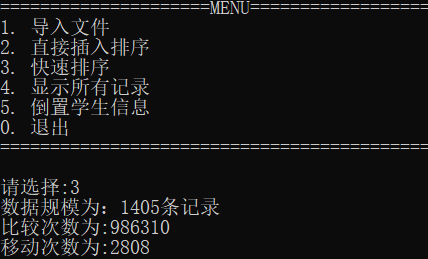 =====================MENU==================
1. 导入文件
2. 直接插入排序
3. 快速排序
4. 显示所有记录
5. 倒置学生信息
0. 退出
===========================================
请选择:3
数据规模为：1405条记录
比较次数为:986310
移动次数为:2808